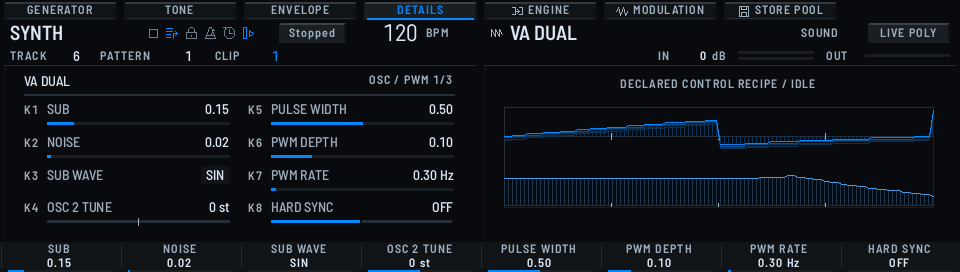 GENERATOR TONE ENVELOPE DETAILS ENGINE MODULATION STORE POOL
SYNTH Stopped 120 BPM VA DUAL SOUND LIVE POLY
TRACK 6 PATTERN 1 CLIP 1 IN 0 dB OUT
VA DUAL OSC / PWM 1/3 DECLARED CONTROL RECIPE / IDLE
K1 SUB 0.15 K5 PULSE WIDTH 0.50
K2 NOISE 0.02 K6 PWM DEPTH 0.10
K3 SUB WAVE SIN K7 PWM RATE 0.30 Hz
K4 OSC 2 TUNE 0 st K8 HARD SYNC OFF
SUB NOISE SUB WAVE OSC 2 TUNE PULSE WIDTH PWM DEPTH PWM RATE HARD SYNC
0.15 0.02 SIN 0 st 0.50 0.10 0.30 Hz OFF